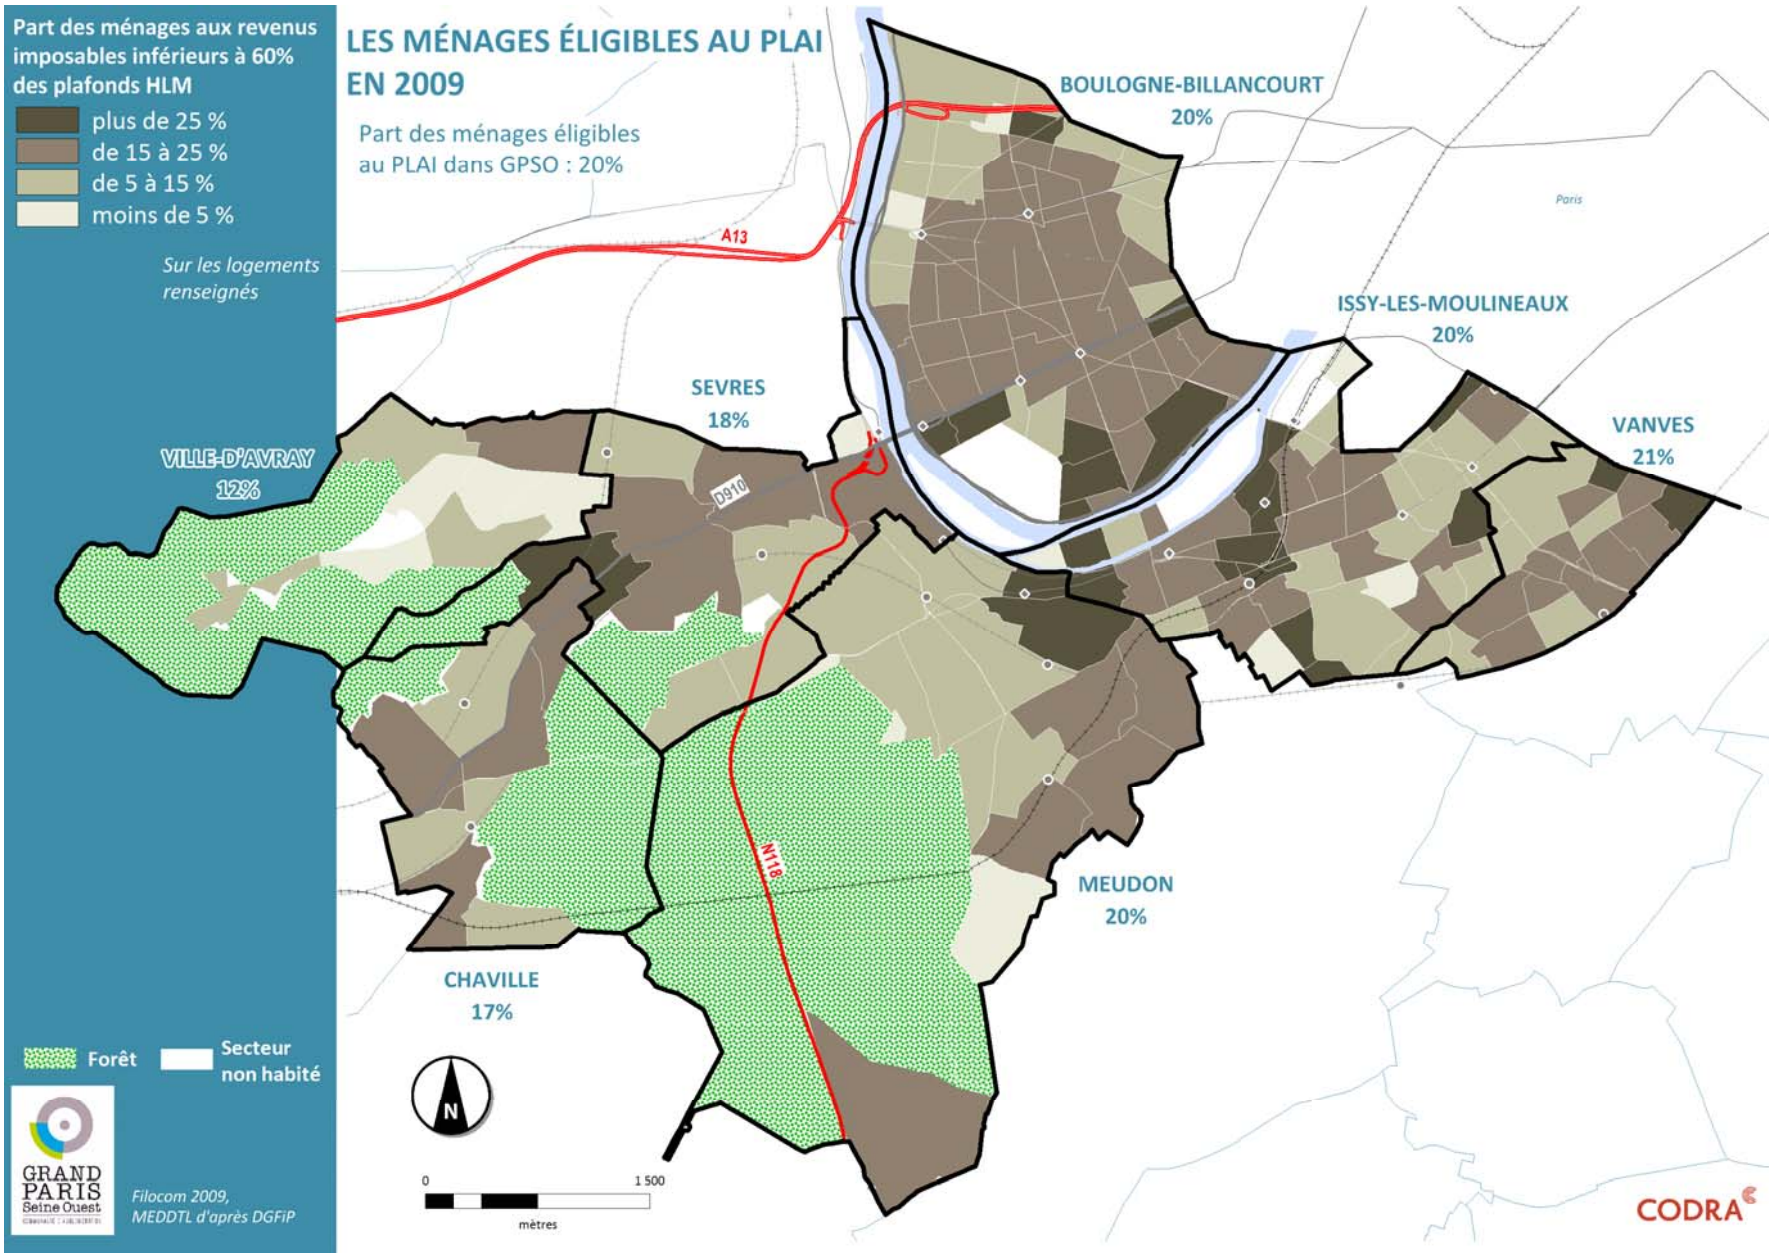 Part des ménages aux revenus
imposables inférieurs à 60%
des plafonds HLM
plus de 25 %
de 15 à 25 %
de 5 à 15 %
moins de 5 %
Sur les logements
renseignés
LES MÉNAGES ÉLIGIBLES AU PLAI
EN 2009
Part des ménages éligibles
au PLAI dans GPSO : 20%
BOULOGNE-BILLANCOURT
20%
Paris
A13
ISSY-LES-MOULINEAUX
20%
SEVRES
18%
VANVES
21%
VILLE-D'AVRAY
12%
D910
N118
MEUDON
20%
CHAVILLE
17%
Forêt
Secteur
non habité
N
GRAND
PARIS
Seine Ouest
Filocom 2009,
MEDDTL d'après DGFiP
0
1 500
mètres
CODRA